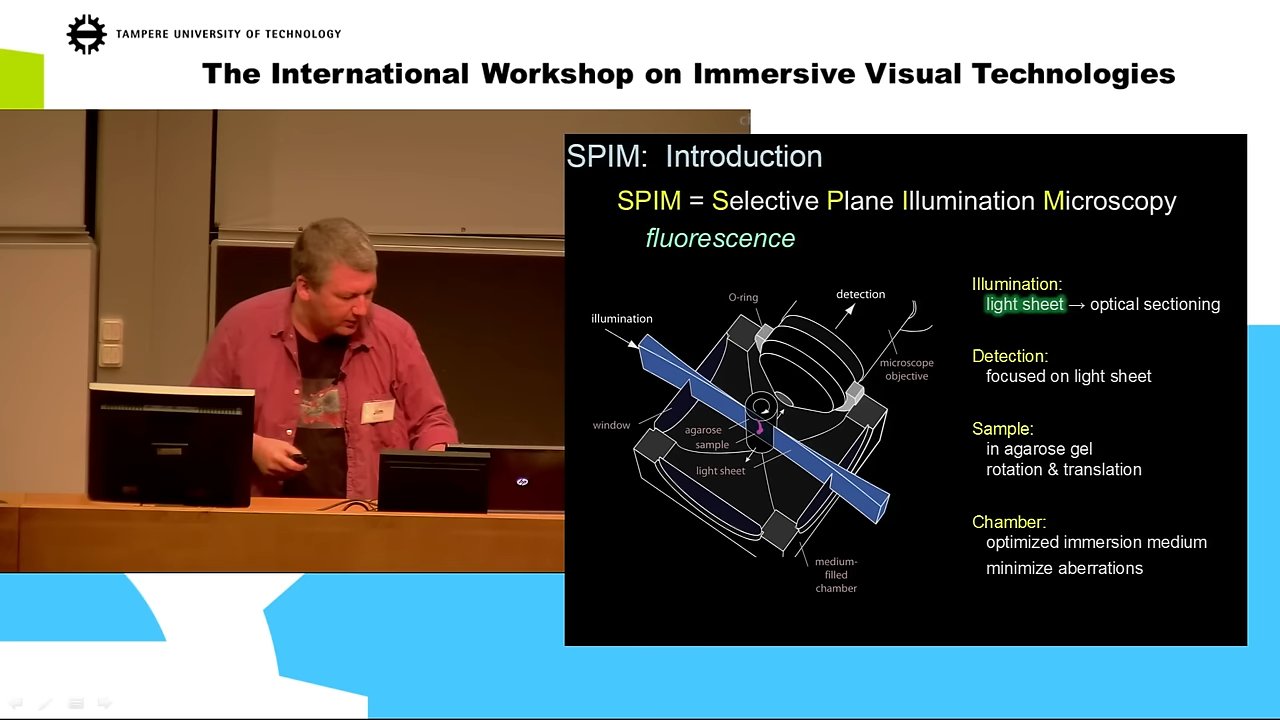 TAMPERE UNIVERSITY OF TECHNOLOGY
The International Workshop on Immersive Visual Technologies
SPIM: Introduction
SPIM = Selective Plane Illumination Microscopy
fluorescence
O-ring
detection
illumination
microscope
objective
window
agarose
sample
light sheet
medium-
filled
chamber
Illumination:
light sheet → optical sectioning
Detection:
focused on light sheet
Sample:
in agarose gel
rotation & translation
Chamber:
optimized immersion medium
minimize aberrations
hp